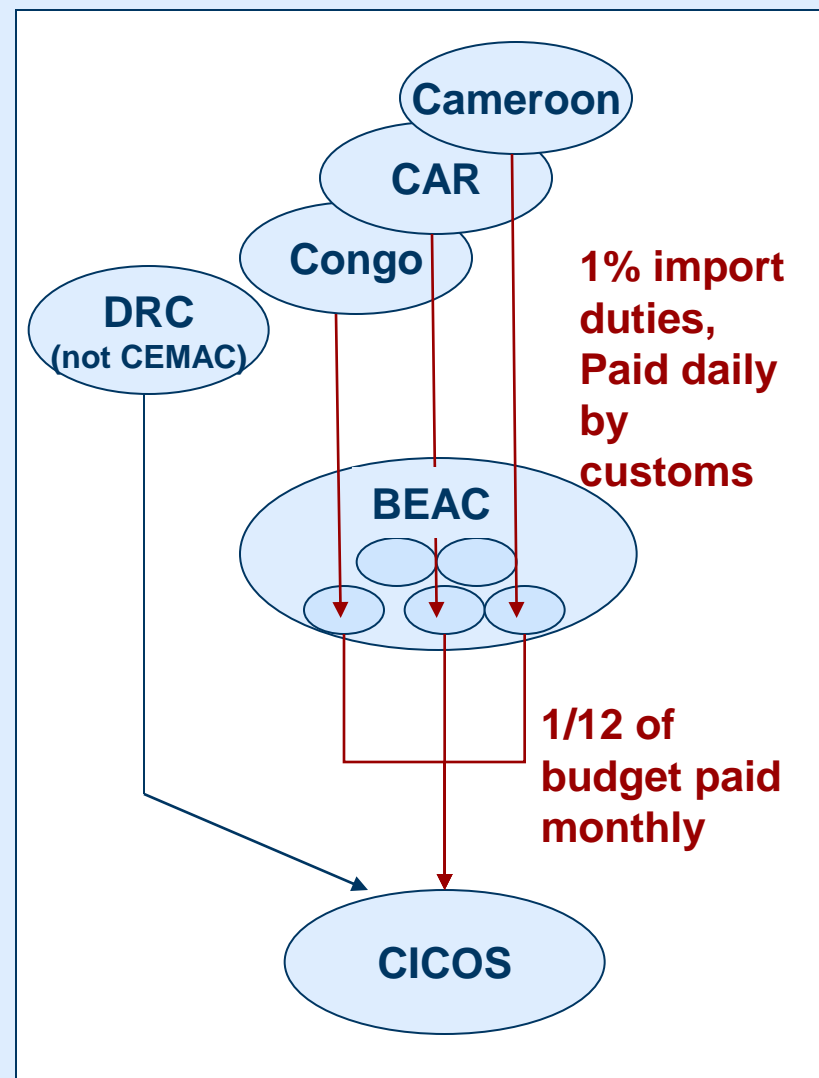 Cameroon
CAR
Congo
DRC
(not CEMAC)
1% import
duties,
Paid daily
by
customs
BEAC
1/12 of
budget paid
monthly
CICOS